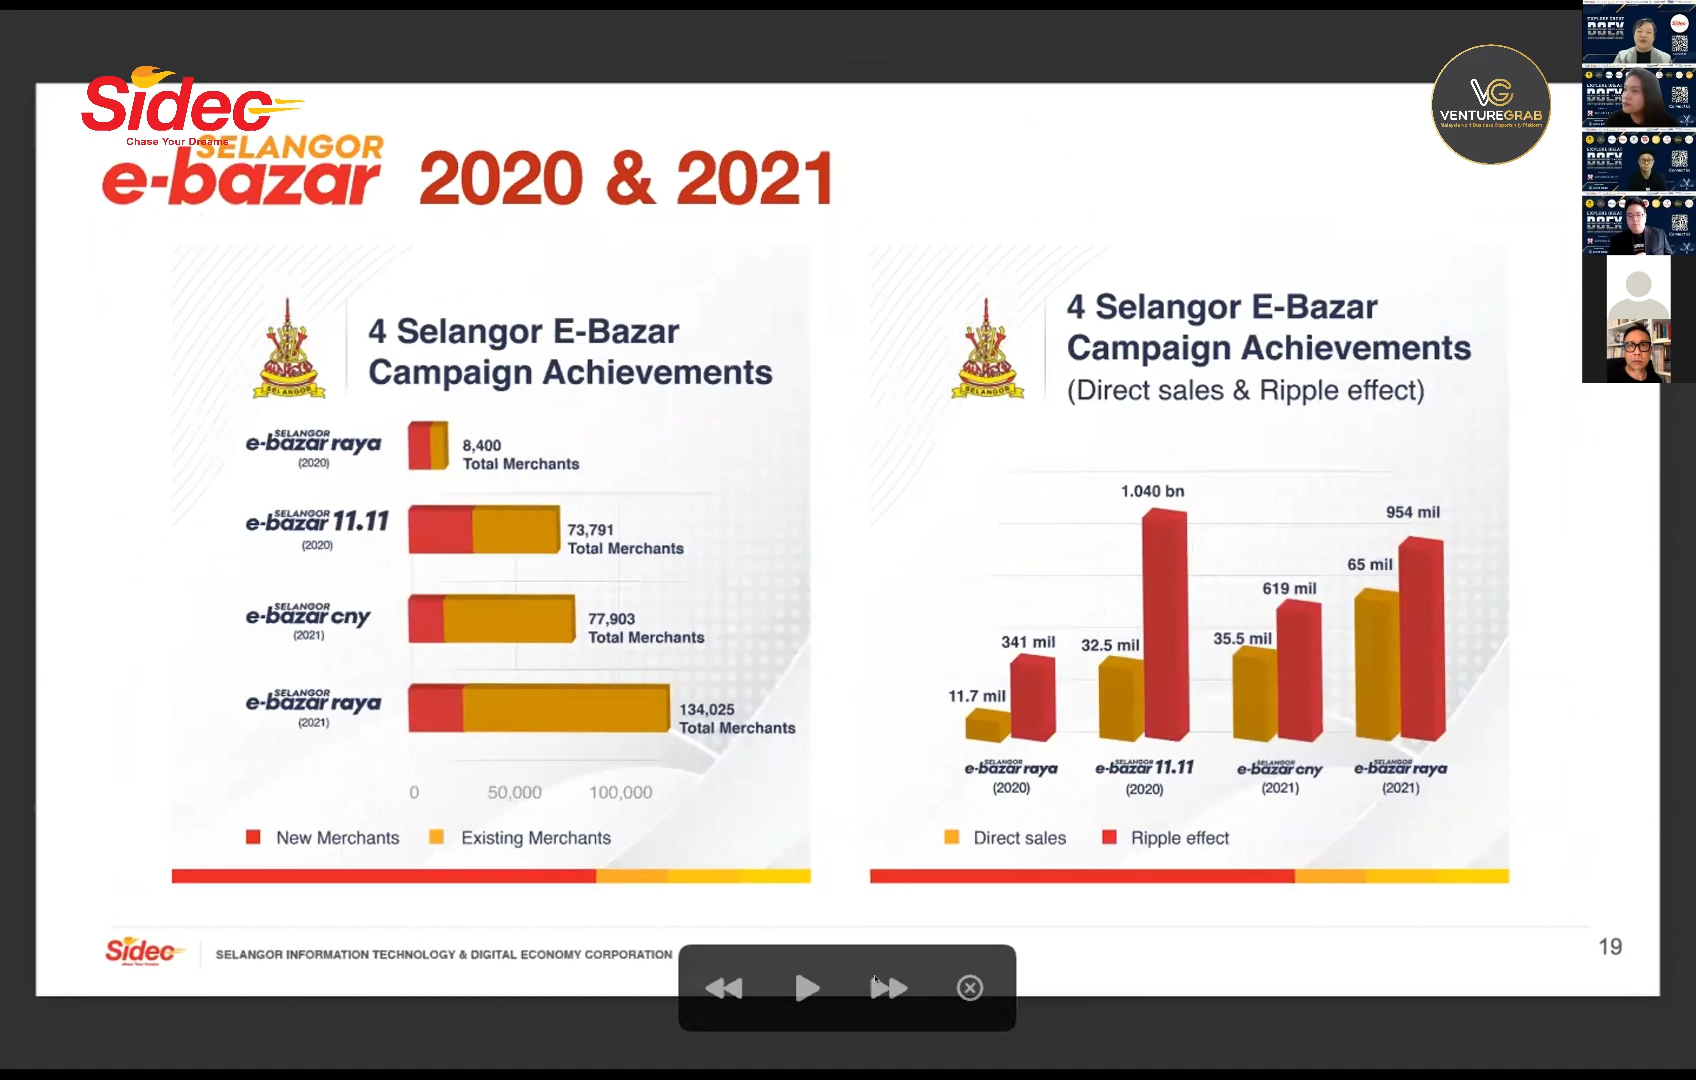 Sidec
Chase Your Dreams
SELANGOR
e-bazar
2020 & 2021
VG
VENTUREGRAB
4 Selangor E-Bazar
Campaign Achievements
SELANGOR
SELANGOR
e-bazar raya
(2020)
8,400
Total Merchants
SELANGOR
e-bazar 11.11
(2020)
73,791
Total Merchants
SELANGOR
e-bazar cny
(2021)
77,903
Total Merchants
SELANGOR
e-bazar raya
(2021)
134,025
Total Merchants
0 50,000 100,000
New Merchants Existing Merchants
4 Selangor E-Bazar
Campaign Achievements
(Direct sales & Ripple effect)
SELANGOR
1.040 bn
954 mil
65 mil
619 mil
341 mil
32.5 mil
35.5 mil
11.7 mil
SELANGOR
e-bazar raya
(2020)
SELANGOR
e-bazar 11.11
(2020)
SELANGOR
e-bazar cny
(2021)
SELANGOR
e-bazar raya
(2021)
Direct sales Ripple effect
Sidec
Chase Your Dreams
SELANGOR INFORMATION TECHNOLOGY & DIGITAL ECONOMY CORPORATION
19